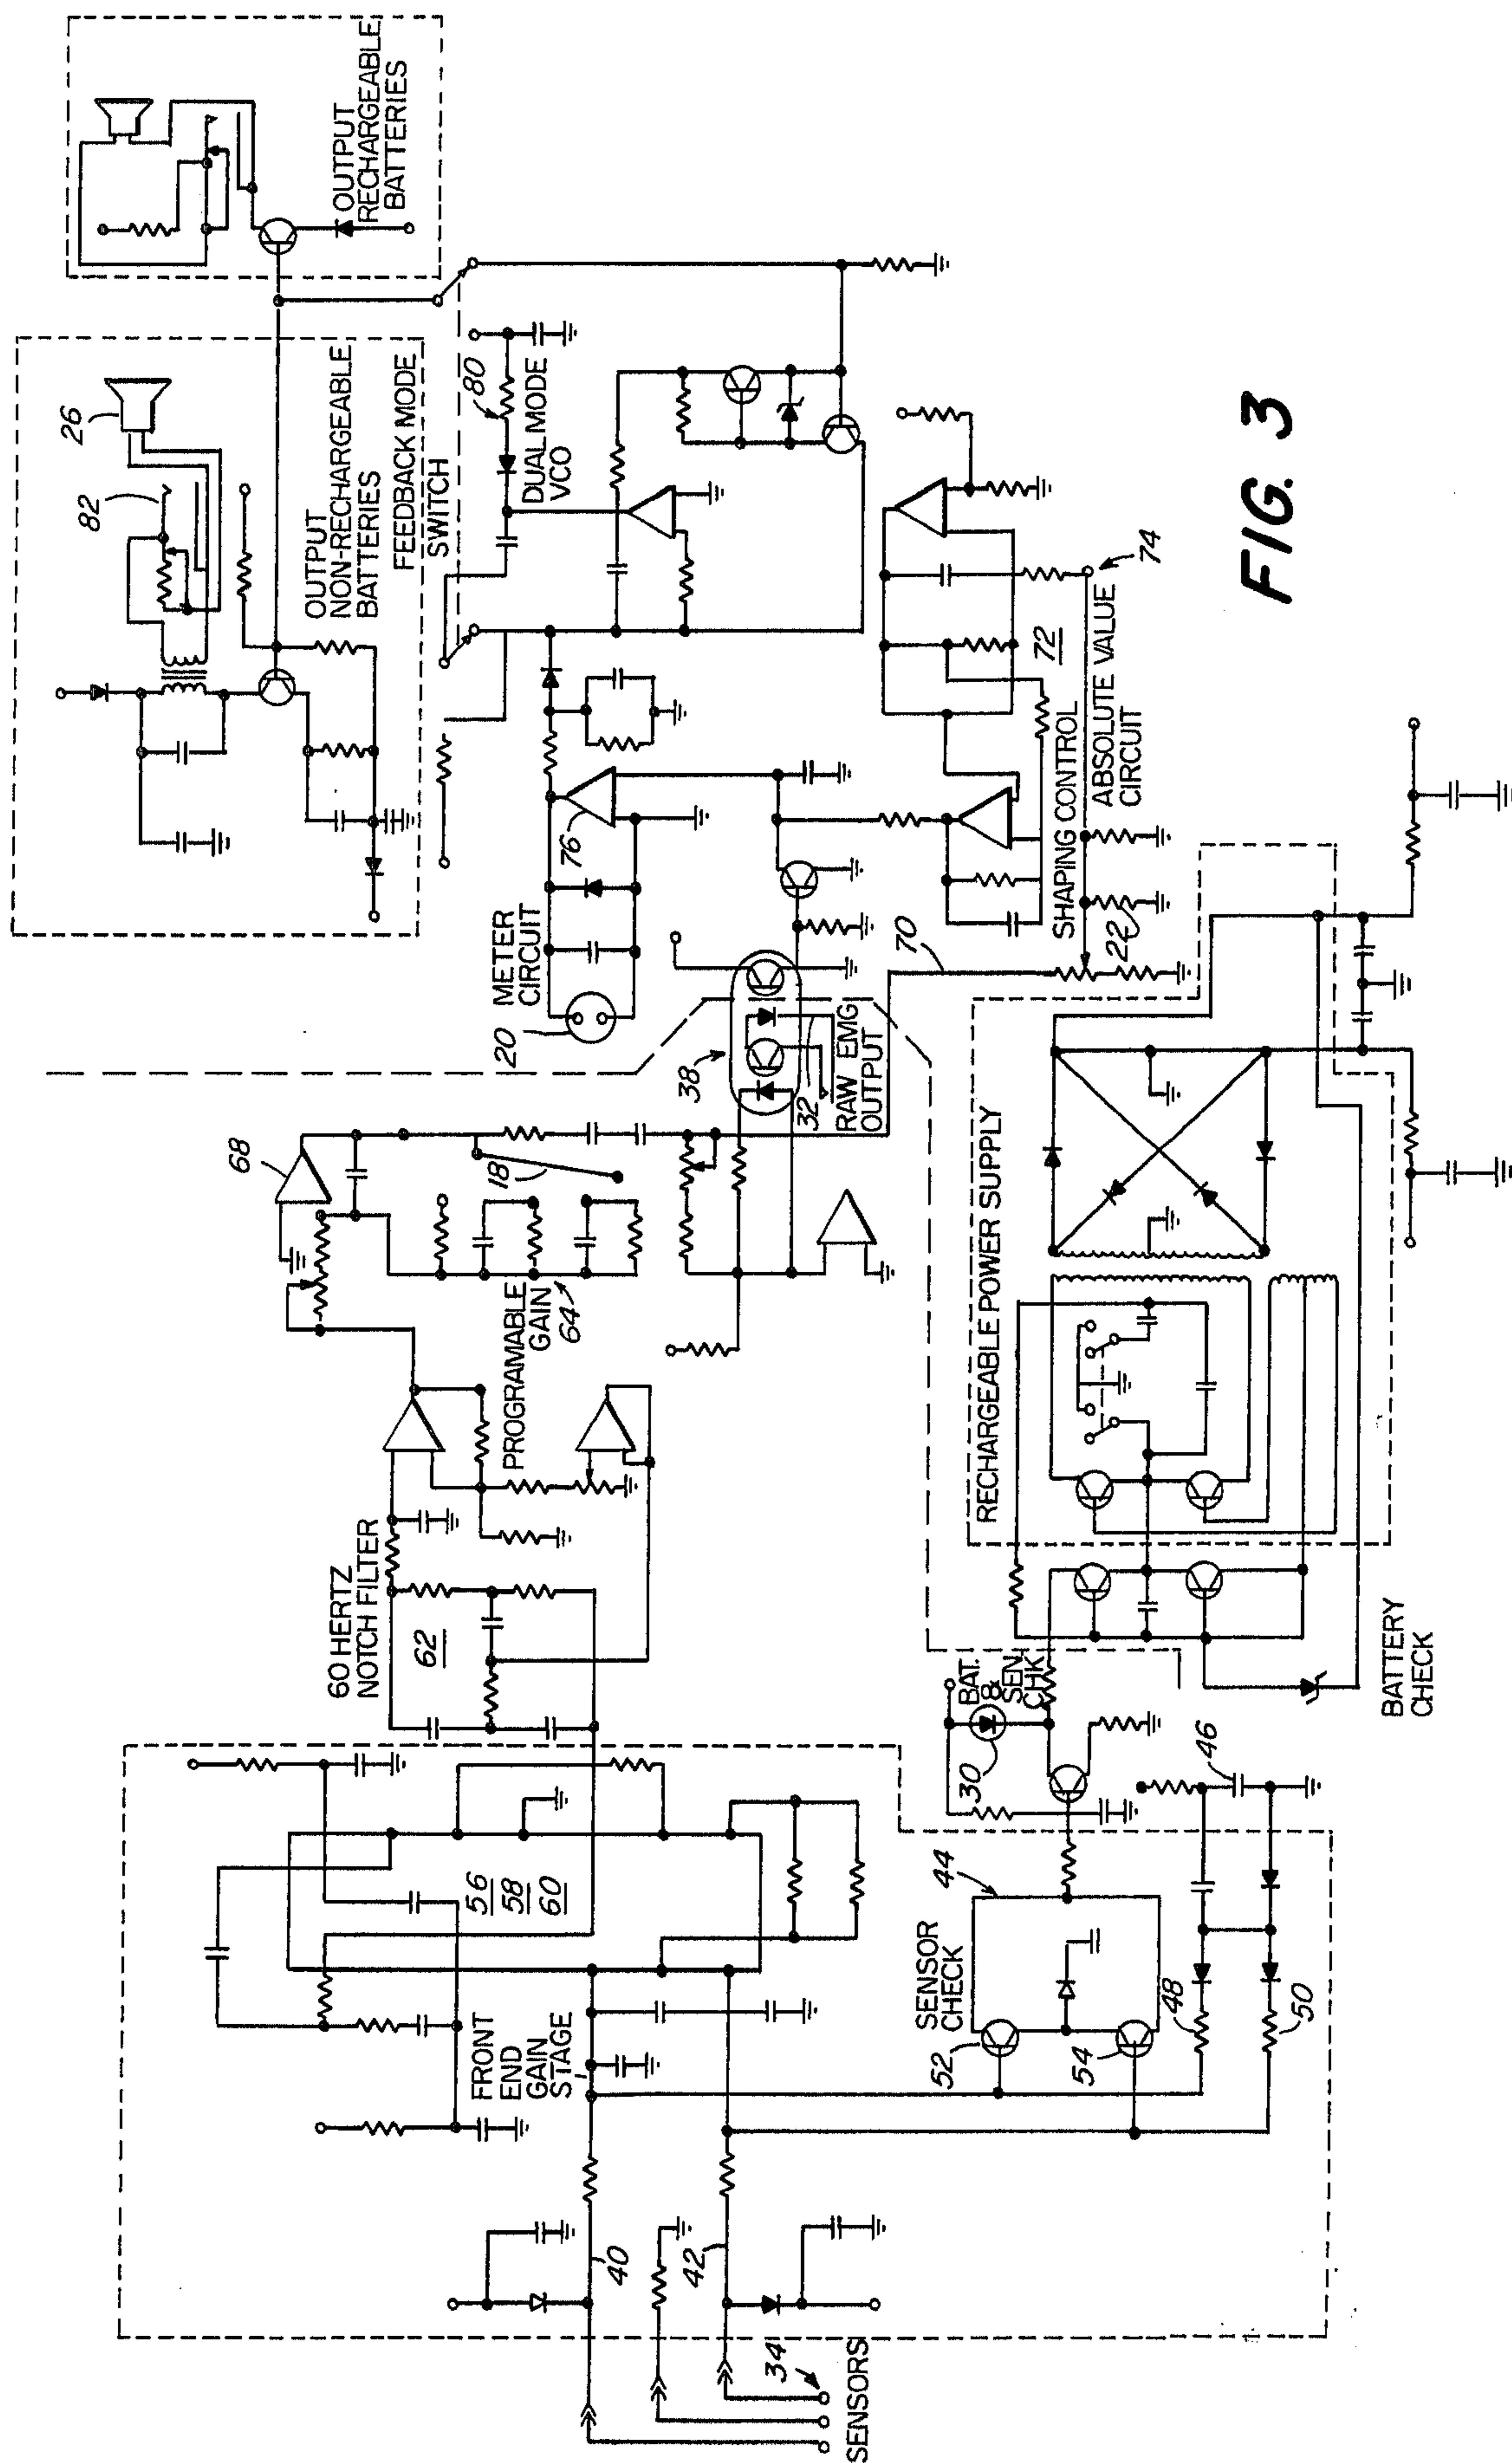 SENSORS
34
40
42
FRONT
END
GAIN
STAGE
56
58
60
SENSOR
CHECK
52
54
44
48
50
46
30
BAT.
&
SEN.
CHK
60 HERTZ
NOTCH FILTER
62
PROGRAMABLE
GAIN
64
68
18
38
32
RAW EMG
OUTPUT
BATTERY
CHECK
RECHARGEABLE POWER SUPPLY
METER
CIRCUIT
20
76
70
22
SHAPING CONTROL
ABSOLUTE VALUE
CIRCUIT
72
74
DUAL MODE
VCO
80
FEEDBACK MODE
SWITCH
OUTPUT
NON-RECHARGEABLE
BATTERIES
82
26
OUTPUT
RECHARGEABLE
BATTERIES
FIG. 3